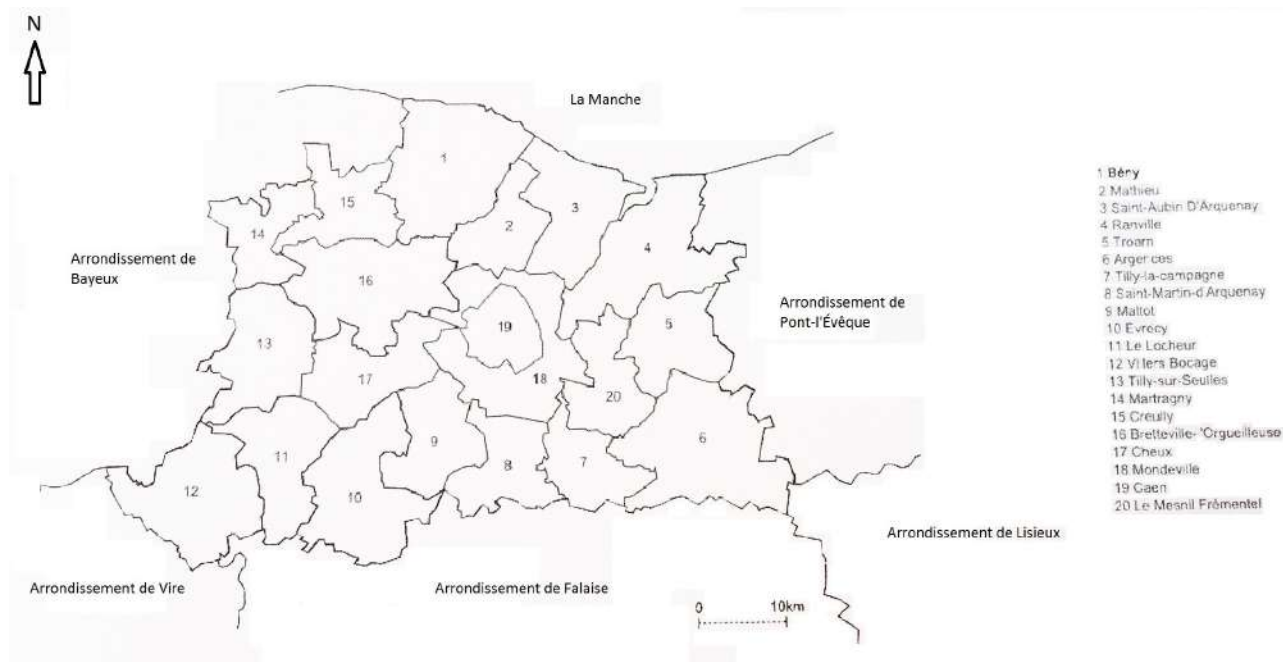 N
La Manche
1
15
2
3
14
4
Arrondissement de
Bayeux
16
Arrondissement de
Pont-l'Évêque
19
5
13
17
18
20
9
6
11
8
7
12
10
Arrondissement de Vire
Arrondissement de Falaise
Arrondissement de Lisieux
0 10km
1 Bény
2 Mathieu
3 Saint-Aubin D'Arquenay
4 Ranville
5 Troarn
6 Argences
7 Tilly-la-campagne
8 Saint-Martin-d'Arquenay
9 Maltot
10 Evrecy
11 Le Locheur
12 Villers Bocage
13 Tilly-sur-Seulles
14 Martragny
15 Creully
16 Bretteville-'Orgueilleuse
17 Cheux
18 Mondeville
19 Caen
20 Le Mesnil Frémentel